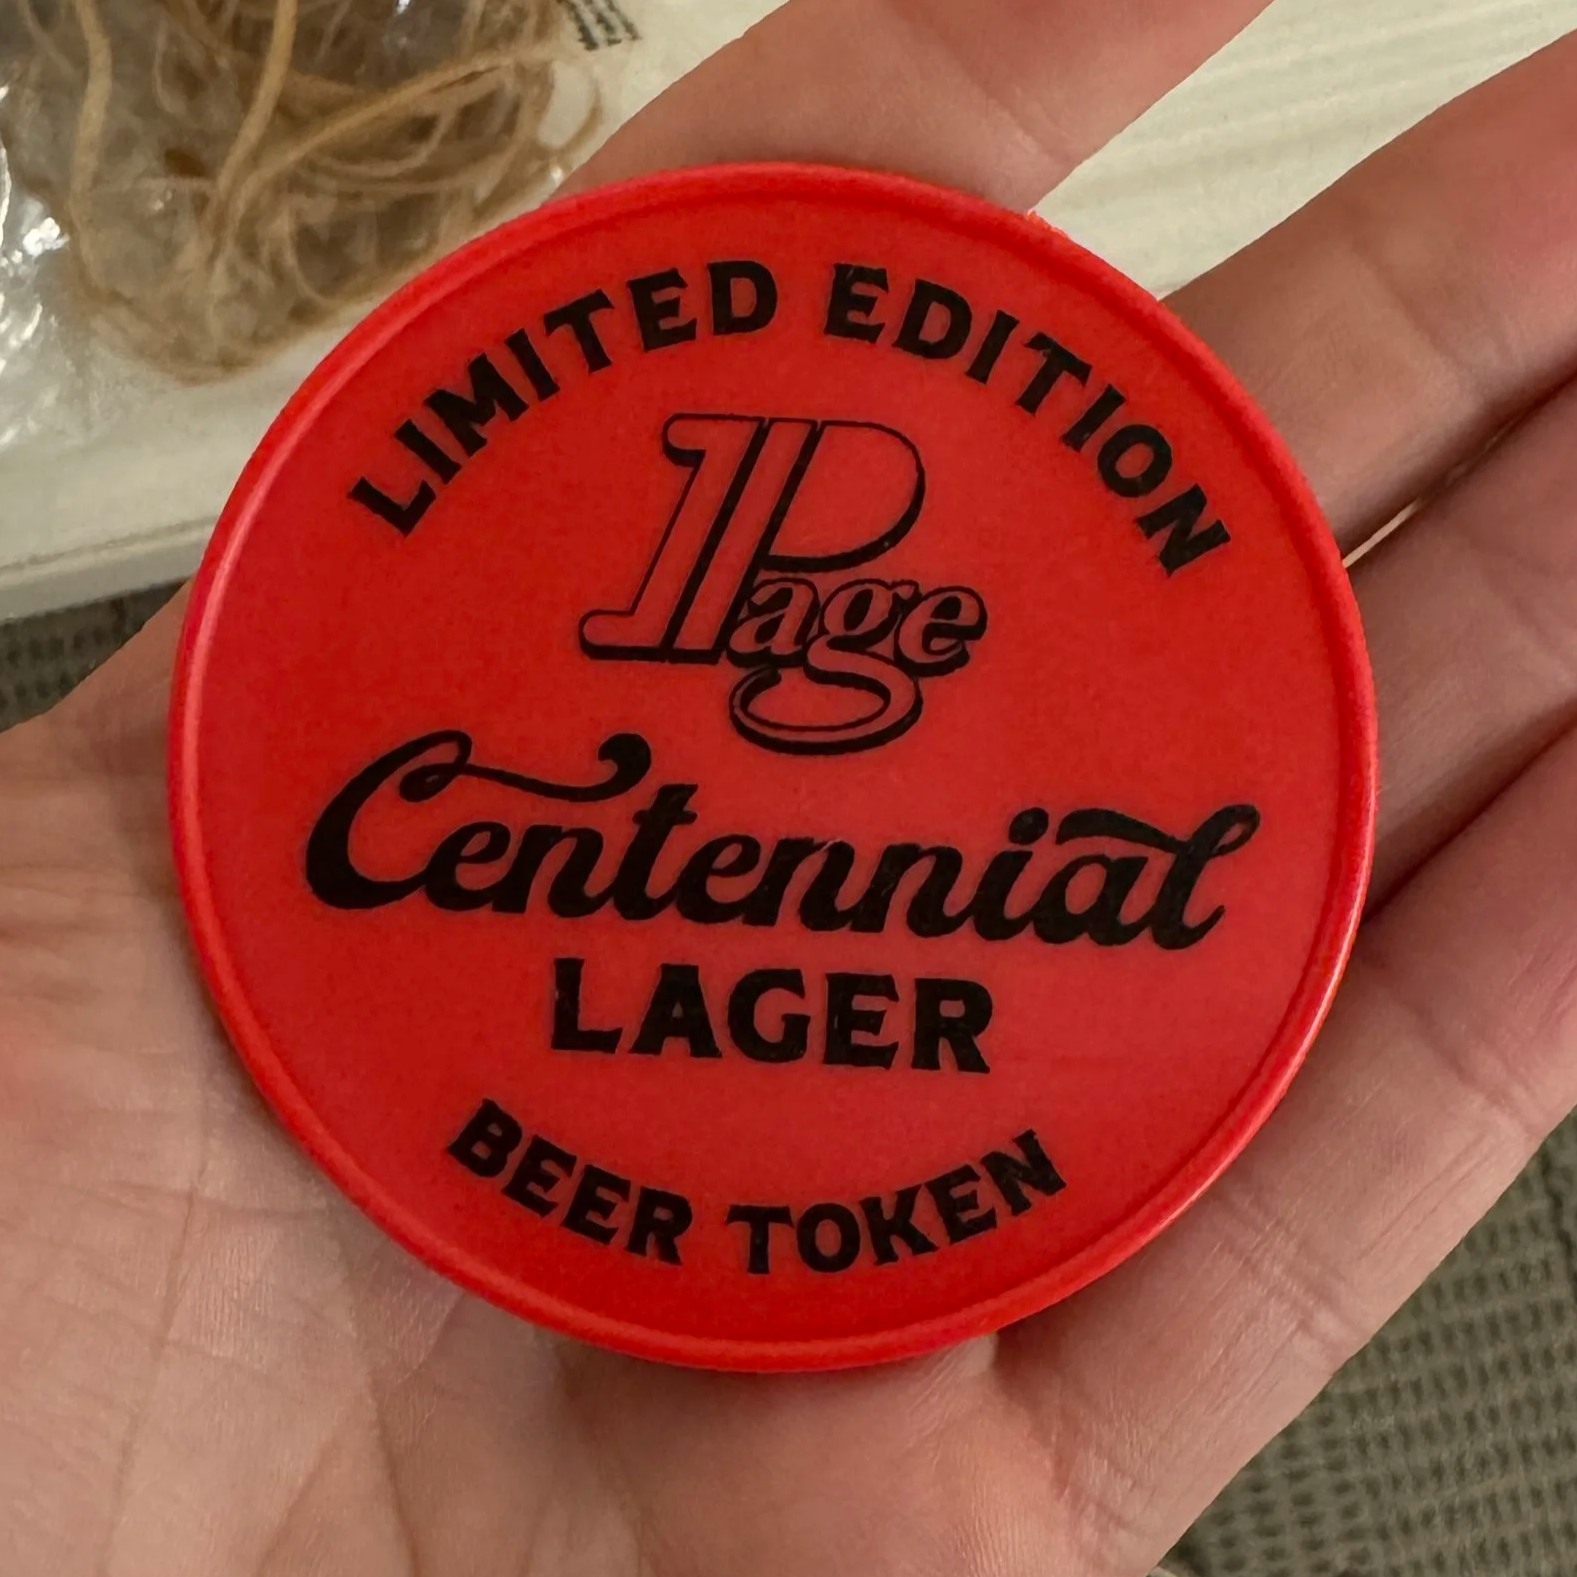 LIMITED EDITION
Page
Centennial
LAGER
BEER TOKEN